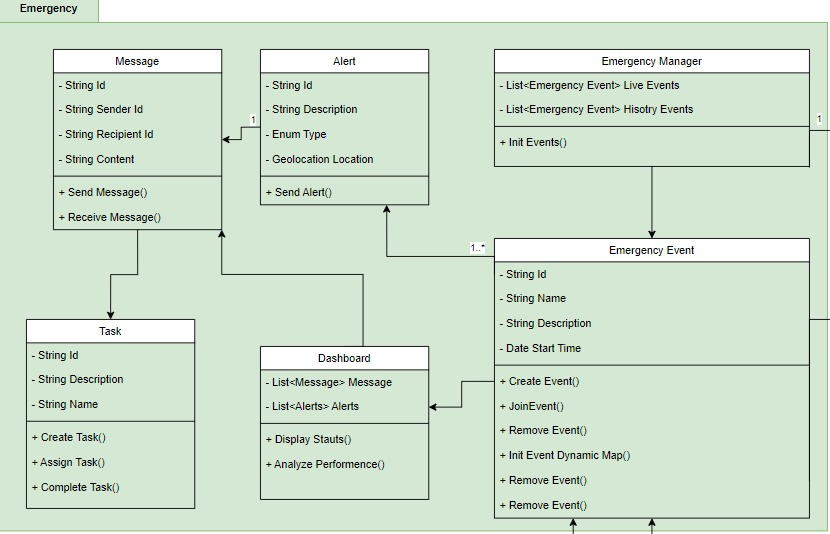 Emergency
Message
- String Id
- String Sender Id
- String Recipient Id
- String Content
+ Send Message()
+ Receive Message()
1
Alert
- String Id
- String Description
- Enum Type
- Geolocation Location
+ Send Alert()
Emergency Manager
- List<Emergency Event> Live Events
- List<Emergency Event> Hisotry Events
+ Init Events()
1
1..*
Emergency Event
- String Id
- String Name
- String Description
- Date Start Time
+ Create Event()
+ JoinEvent()
+ Remove Event()
+ Init Event Dynamic Map()
+ Remove Event()
+ Remove Event()
Task
- String Id
- String Description
- String Name
+ Create Task()
+ Assign Task()
+ Complete Task()
Dashboard
- List<Message> Message
- List<Alerts> Alerts
+ Display Stauts()
+ Analyze Performence()